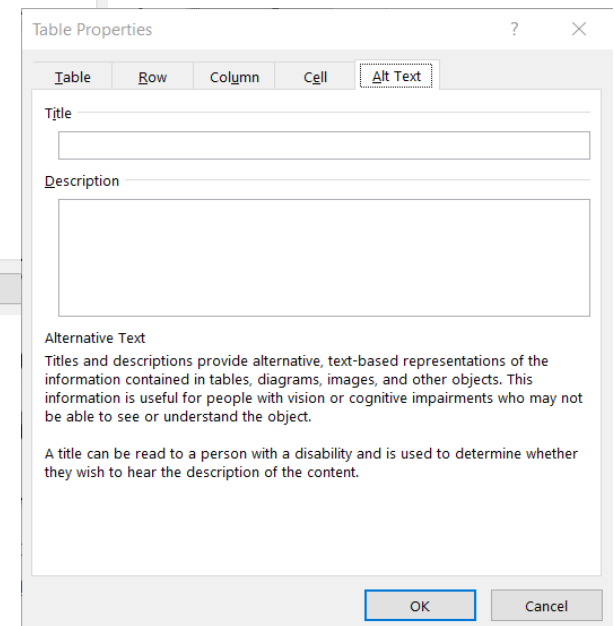 Table Properties ?
Table Row Column Cell Alt Text
Title
Description
Alternative Text
Titles and descriptions provide alternative, text-based representations of the
information contained in tables, diagrams, images, and other objects. This
information is useful for people with vision or cognitive impairments who may not
be able to see or understand the object.
A title can be read to a person with a disability and is used to determine whether
they wish to hear the description of the content.
OK Cancel